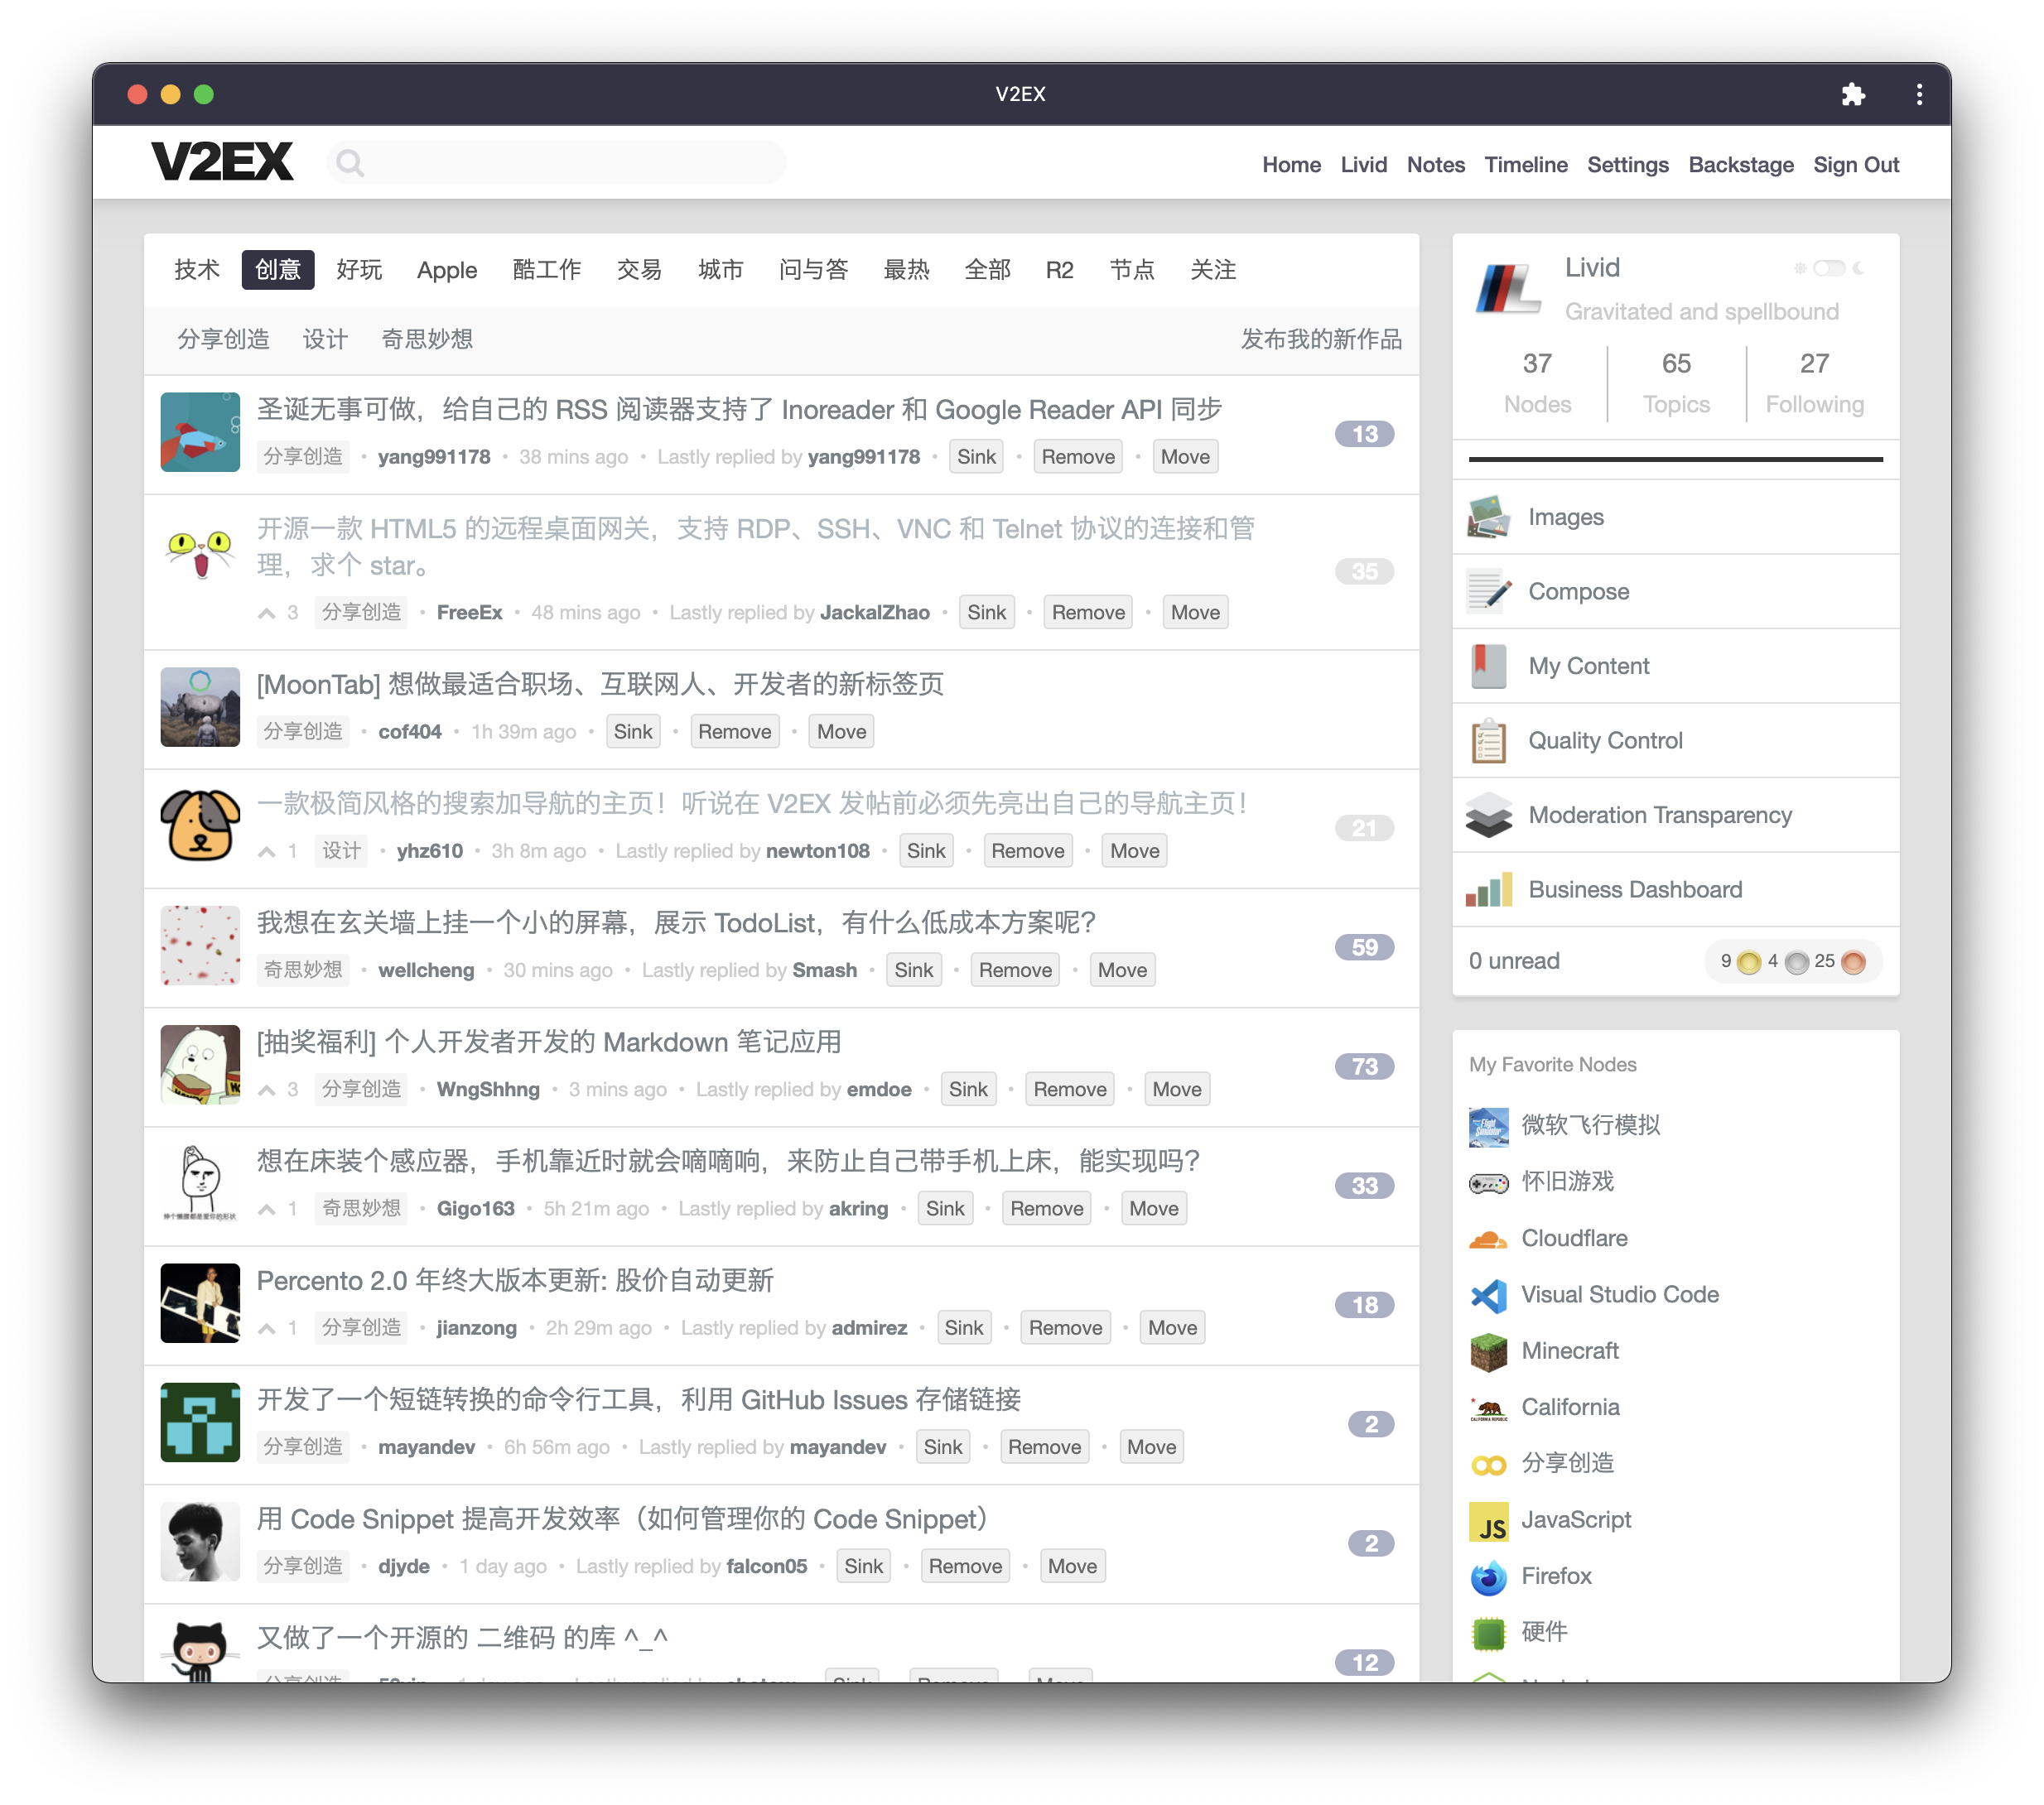 V2EX
V2EX
Home Livid Notes Timeline Settings Backstage Sign Out
技术 创意 好玩 Apple 酷工作 交易 城市 问与答 最热 全部 R2 节点 关注
分享创造 设计 奇思妙想 发布我的新作品
圣诞无事可做，给自己的 RSS 阅读器支持了 Inoreader 和 Google Reader API 同步
13
分享创造 • yang991178 • 38 mins ago • Lastly replied by yang991178 • Sink • Remove • Move
开源一款 HTML5 的远程桌面网关，支持 RDP、SSH、VNC 和 Telnet 协议的连接和管
理，求个 star。
35
3 分享创造 • FreeEx • 48 mins ago • Lastly replied by JackalZhao • Sink • Remove • Move
[MoonTab] 想做最适合职场、互联网人、开发者的新标签页
分享创造 • cof404 • 1h 39m ago • Sink • Remove • Move
一款极简风格的搜索加导航的主页！听说在 V2EX 发帖前必须先亮出自己的导航主页！
21
1 设计 • yhz610 • 3h 8m ago • Lastly replied by newton108 • Sink • Remove • Move
我想在玄关墙上挂一个小的屏幕，展示 TodoList，有什么低成本方案呢？
59
奇思妙想 • wellcheng • 30 mins ago • Lastly replied by Smash • Sink • Remove • Move
[抽奖福利] 个人开发者开发的 Markdown 笔记应用
73
3 分享创造 • WngShhng • 3 mins ago • Lastly replied by emdoe • Sink • Remove • Move
想在床装个感应器，手机靠近时就会嘀嘀响，来防止自己带手机上床，能实现吗？
33
1 奇思妙想 • Gigo163 • 5h 21m ago • Lastly replied by akring • Sink • Remove • Move
Percento 2.0 年终大版本更新: 股价自动更新
18
1 分享创造 • jianzong • 2h 29m ago • Lastly replied by admirez • Sink • Remove • Move
开发了一个短链转换的命令行工具，利用 GitHub Issues 存储链接
2
分享创造 • mayandev • 6h 56m ago • Lastly replied by mayandev • Sink • Remove • Move
用 Code Snippet 提高开发效率（如何管理你的 Code Snippet）
2
分享创造 • djyde • 1 day ago • Lastly replied by falcon05 • Sink • Remove • Move
又做了一个开源的 二维码 的库 ^_^
12
Livid
Gravitated and spellbound
37 65 27
Nodes Topics Following
Images
Compose
My Content
Quality Control
Moderation Transparency
Business Dashboard
0 unread 9 4 25
My Favorite Nodes
微软飞行模拟
怀旧游戏
Cloudflare
Visual Studio Code
Minecraft
California
分享创造
JS JavaScript
Firefox
硬件